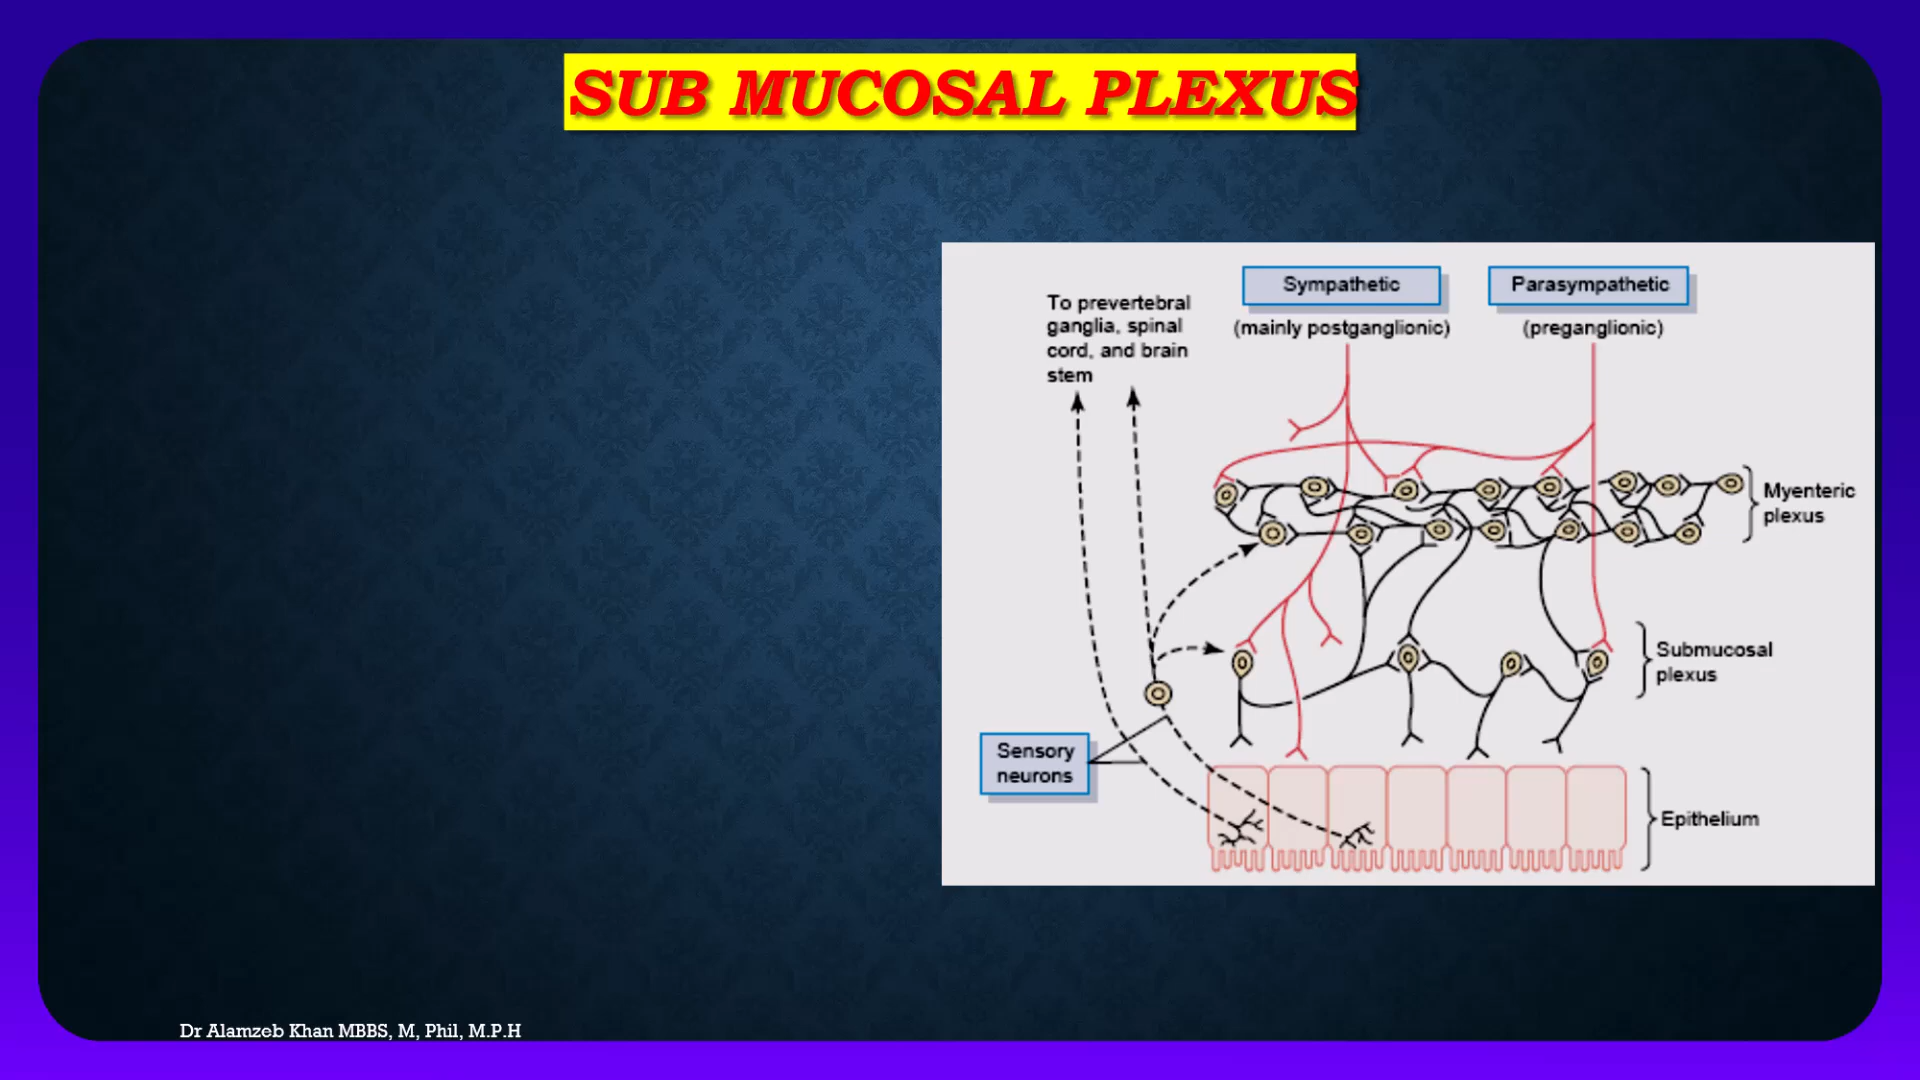 SUB MUCOSAL PLEXUS
To prevertebral
ganglia, spinal
cord, and brain
stem
Sympathetic
(mainly postganglionic)
Parasympathetic
(preganglionic)
Myenteric
plexus
Submucosal
plexus
Sensory
neurons
Epithelium
Dr Alamzeb Khan MBBS, M, Phil, M.P.H